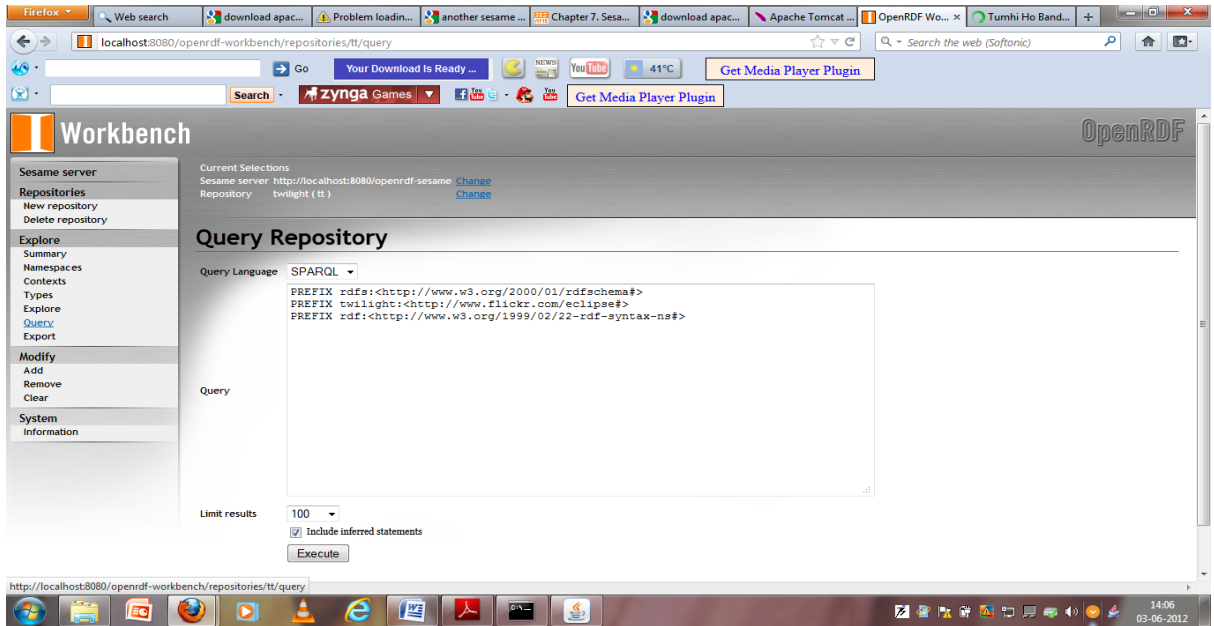 Firefox
Web search
download apac...
Problem loadin...
another sesame ...
Chapter 7. Sesa...
download apac...
Apache Tomcat ...
OpenRDF Wo...
Tumhi Ho Band...
localhost:8080/openrdf-workbench/repositories/tt/query
Search the web (Softonic)
Go
Your Download Is Ready ...
NEWS
You Tube
41°C
Get Media Player Plugin
Search
zynga Games
You Tube
You Tube
Get Media Player Plugin
Workbench
OpenRDF
Sesame server
Repositories
New repository
Delete repository
Explore
Summary
Namespaces
Contexts
Types
Explore
Query
Export
Modify
Add
Remove
Clear
System
Information
Current Selections
Sesame server http://localhost:8080/openrdf-sesame Change
Repository twilight ( tt ) Change
Query Repository
Query Language SPARQL
Query
PREFIX rdfs:<http://www.w3.org/2000/01/rdfschema#>
PREFIX twilight:<http://www.flickr.com/eclipse#>
PREFIX rdf:<http://www.w3.org/1999/02/22-rdf-syntax-ns#>
Limit results 100
Include inferred statements
Execute
http://localhost:8080/openrdf-workbench/repositories/tt/query
14:06
03-06-2012